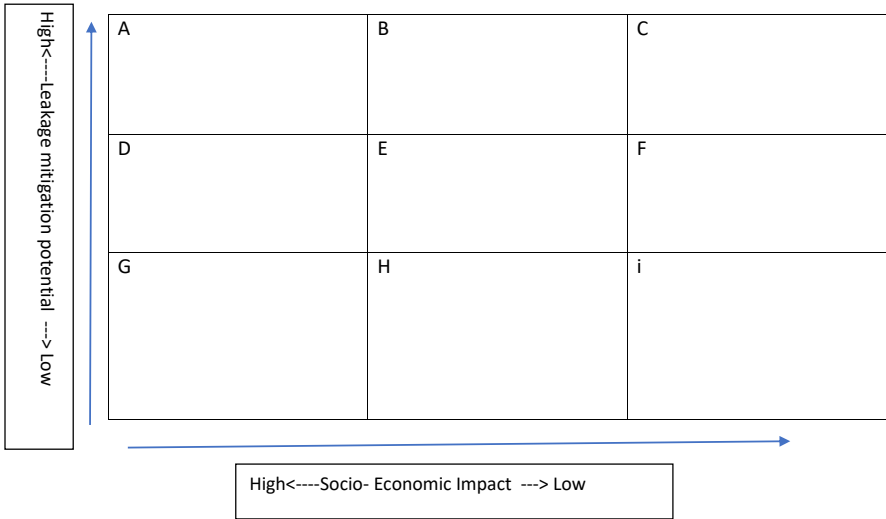 High<----Leakage mitigation potential ---> Low
A
B
C
D
E
F
G
H
i
High<----Socio- Economic Impact ---> Low